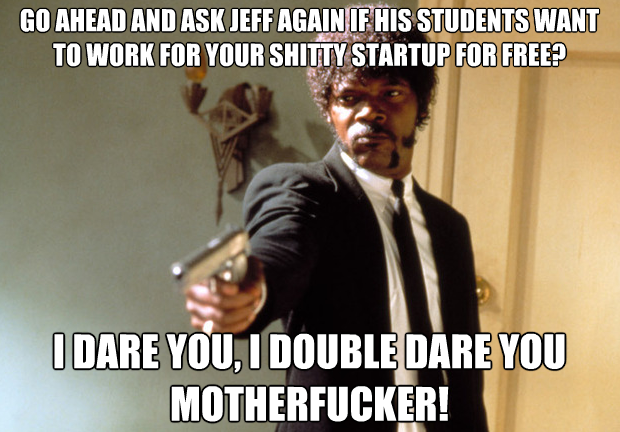 GO AHEAD AND ASK JEFF AGAIN IF HIS STUDENTS WANT
TO WORK FOR YOUR SHITTY STARTUP FOR FREE?
I DARE YOU, I DOUBLE DARE YOU
MOTHERFUCKER!